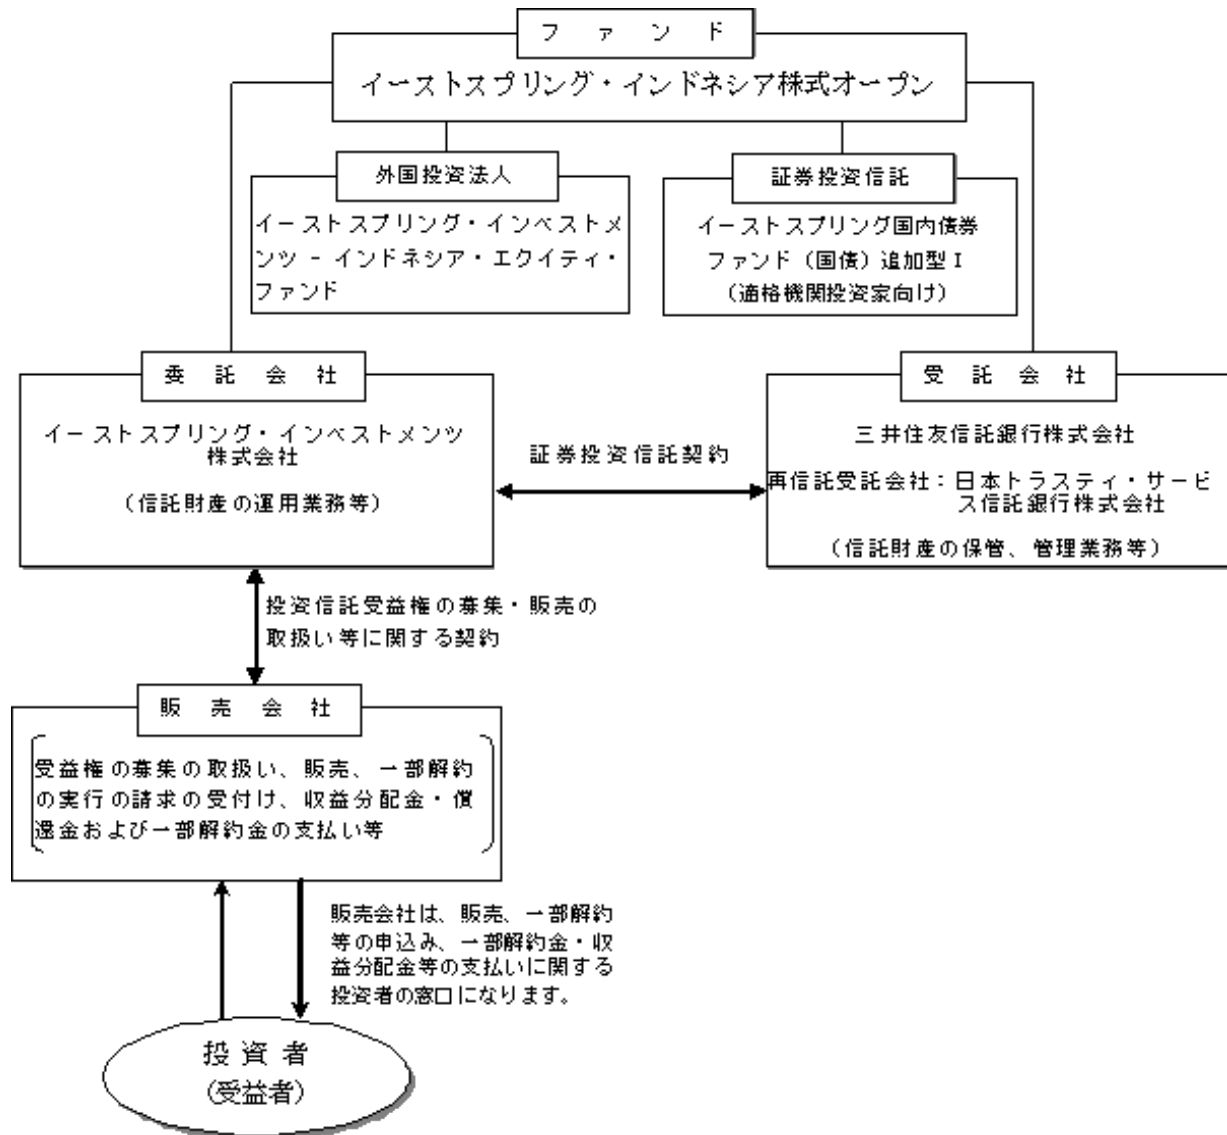 ファンド
イーストスプリング・インドネシア株式オープン
外国投資法人
イーストスプリング・インベストメ
ンツ - インドネシア・エクイティ・
ファンド
証券投資信託
イーストスプリング国内債券
ファンド（国債）追加型Ⅰ
（適格機関投資家向け）
委託会社
イーストスプリング・インベストメンツ
株式会社
（信託財産の運用業務等）
証券投資信託契約
受託会社
三井住友信託銀行株式会社
再信託受託会社：日本トラスティ・サービ
ス信託銀行株式会社
（信託財産の保管、管理業務等）
投資信託受益権の募集・販売の
取扱い等に関する契約
販売会社
受益権の募集の取扱い、販売、一部解約
の実行の請求の受付け、収益分配金・償
還金および一部解約金の支払い等
販売会社は、販売、一部解約
等の申込み、一部解約金・収
益分配金等の支払いに関する
投資者の窓口になります。
投資者
（受益者）